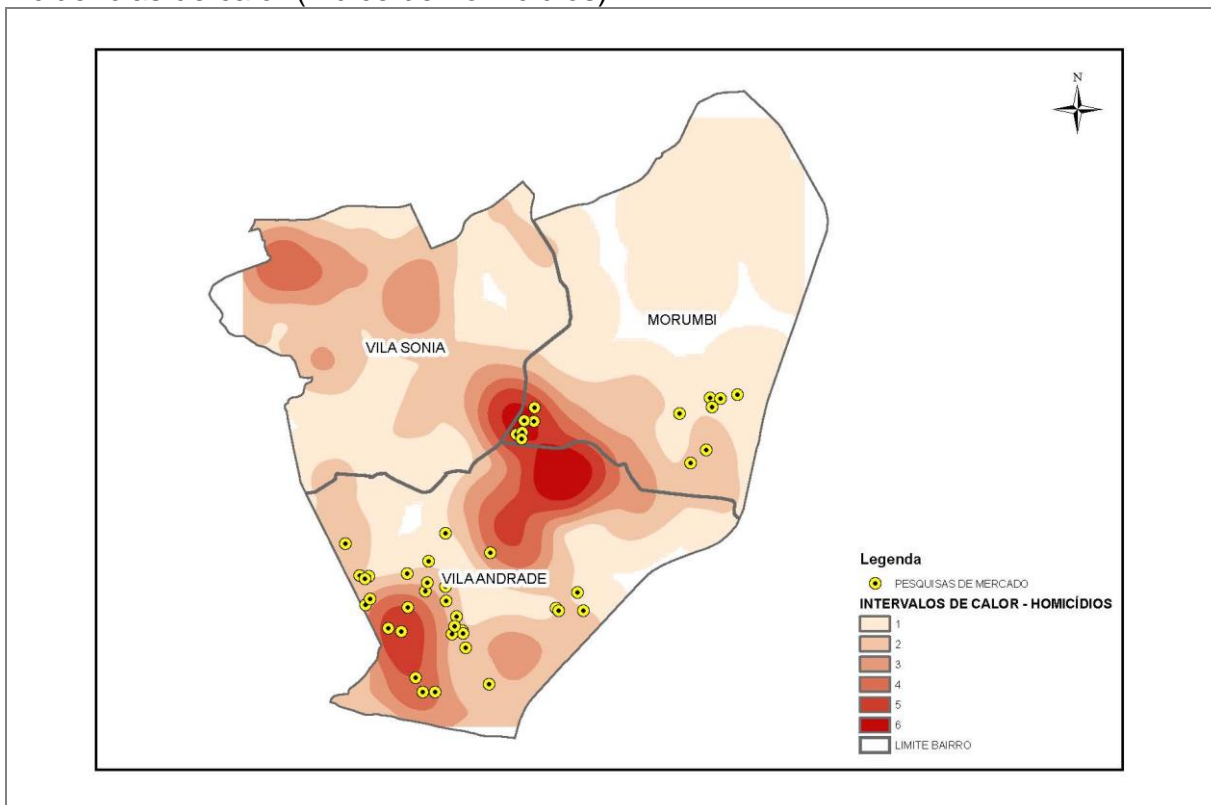 N
MORUMBI
VILA SONIA
VILA ANDRADE
Legenda
PESQUISAS DE MERCADO
INTERVALOS DE CALOR - HOMICÍDIOS
1
2
3
4
5
6
LIMITE BAIRRO